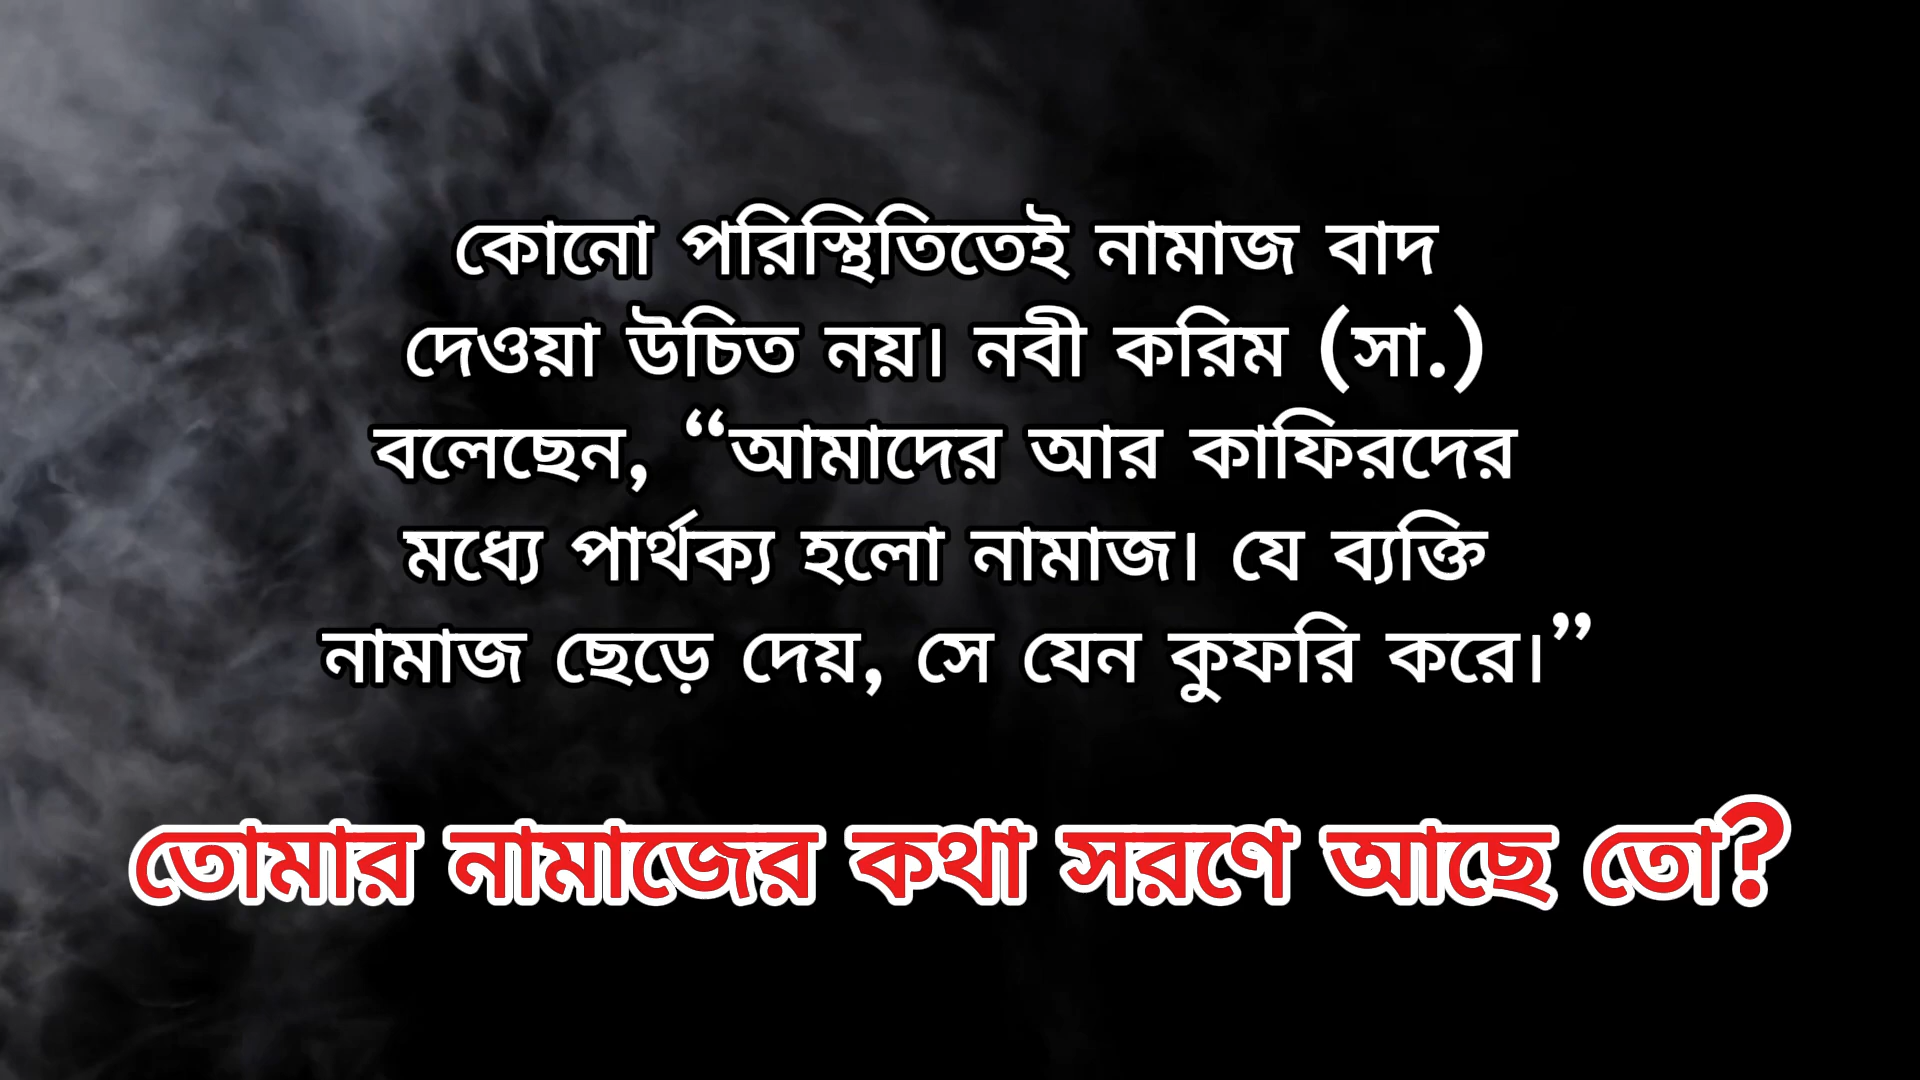 কোনো পরিস্থিতিতেই নামাজ বাদ
দেওয়া উচিত নয়। নবী করিম (সা.)
বলেছেন, “আমাদের আর কাফিরদের
মধ্যে পার্থক্য হলো নামাজ। যে ব্যক্তি
নামাজ ছেড়ে দেয়, সে যেন কুফরি করে।”
তোমার নামাজের কথা সরণে আছে তো?